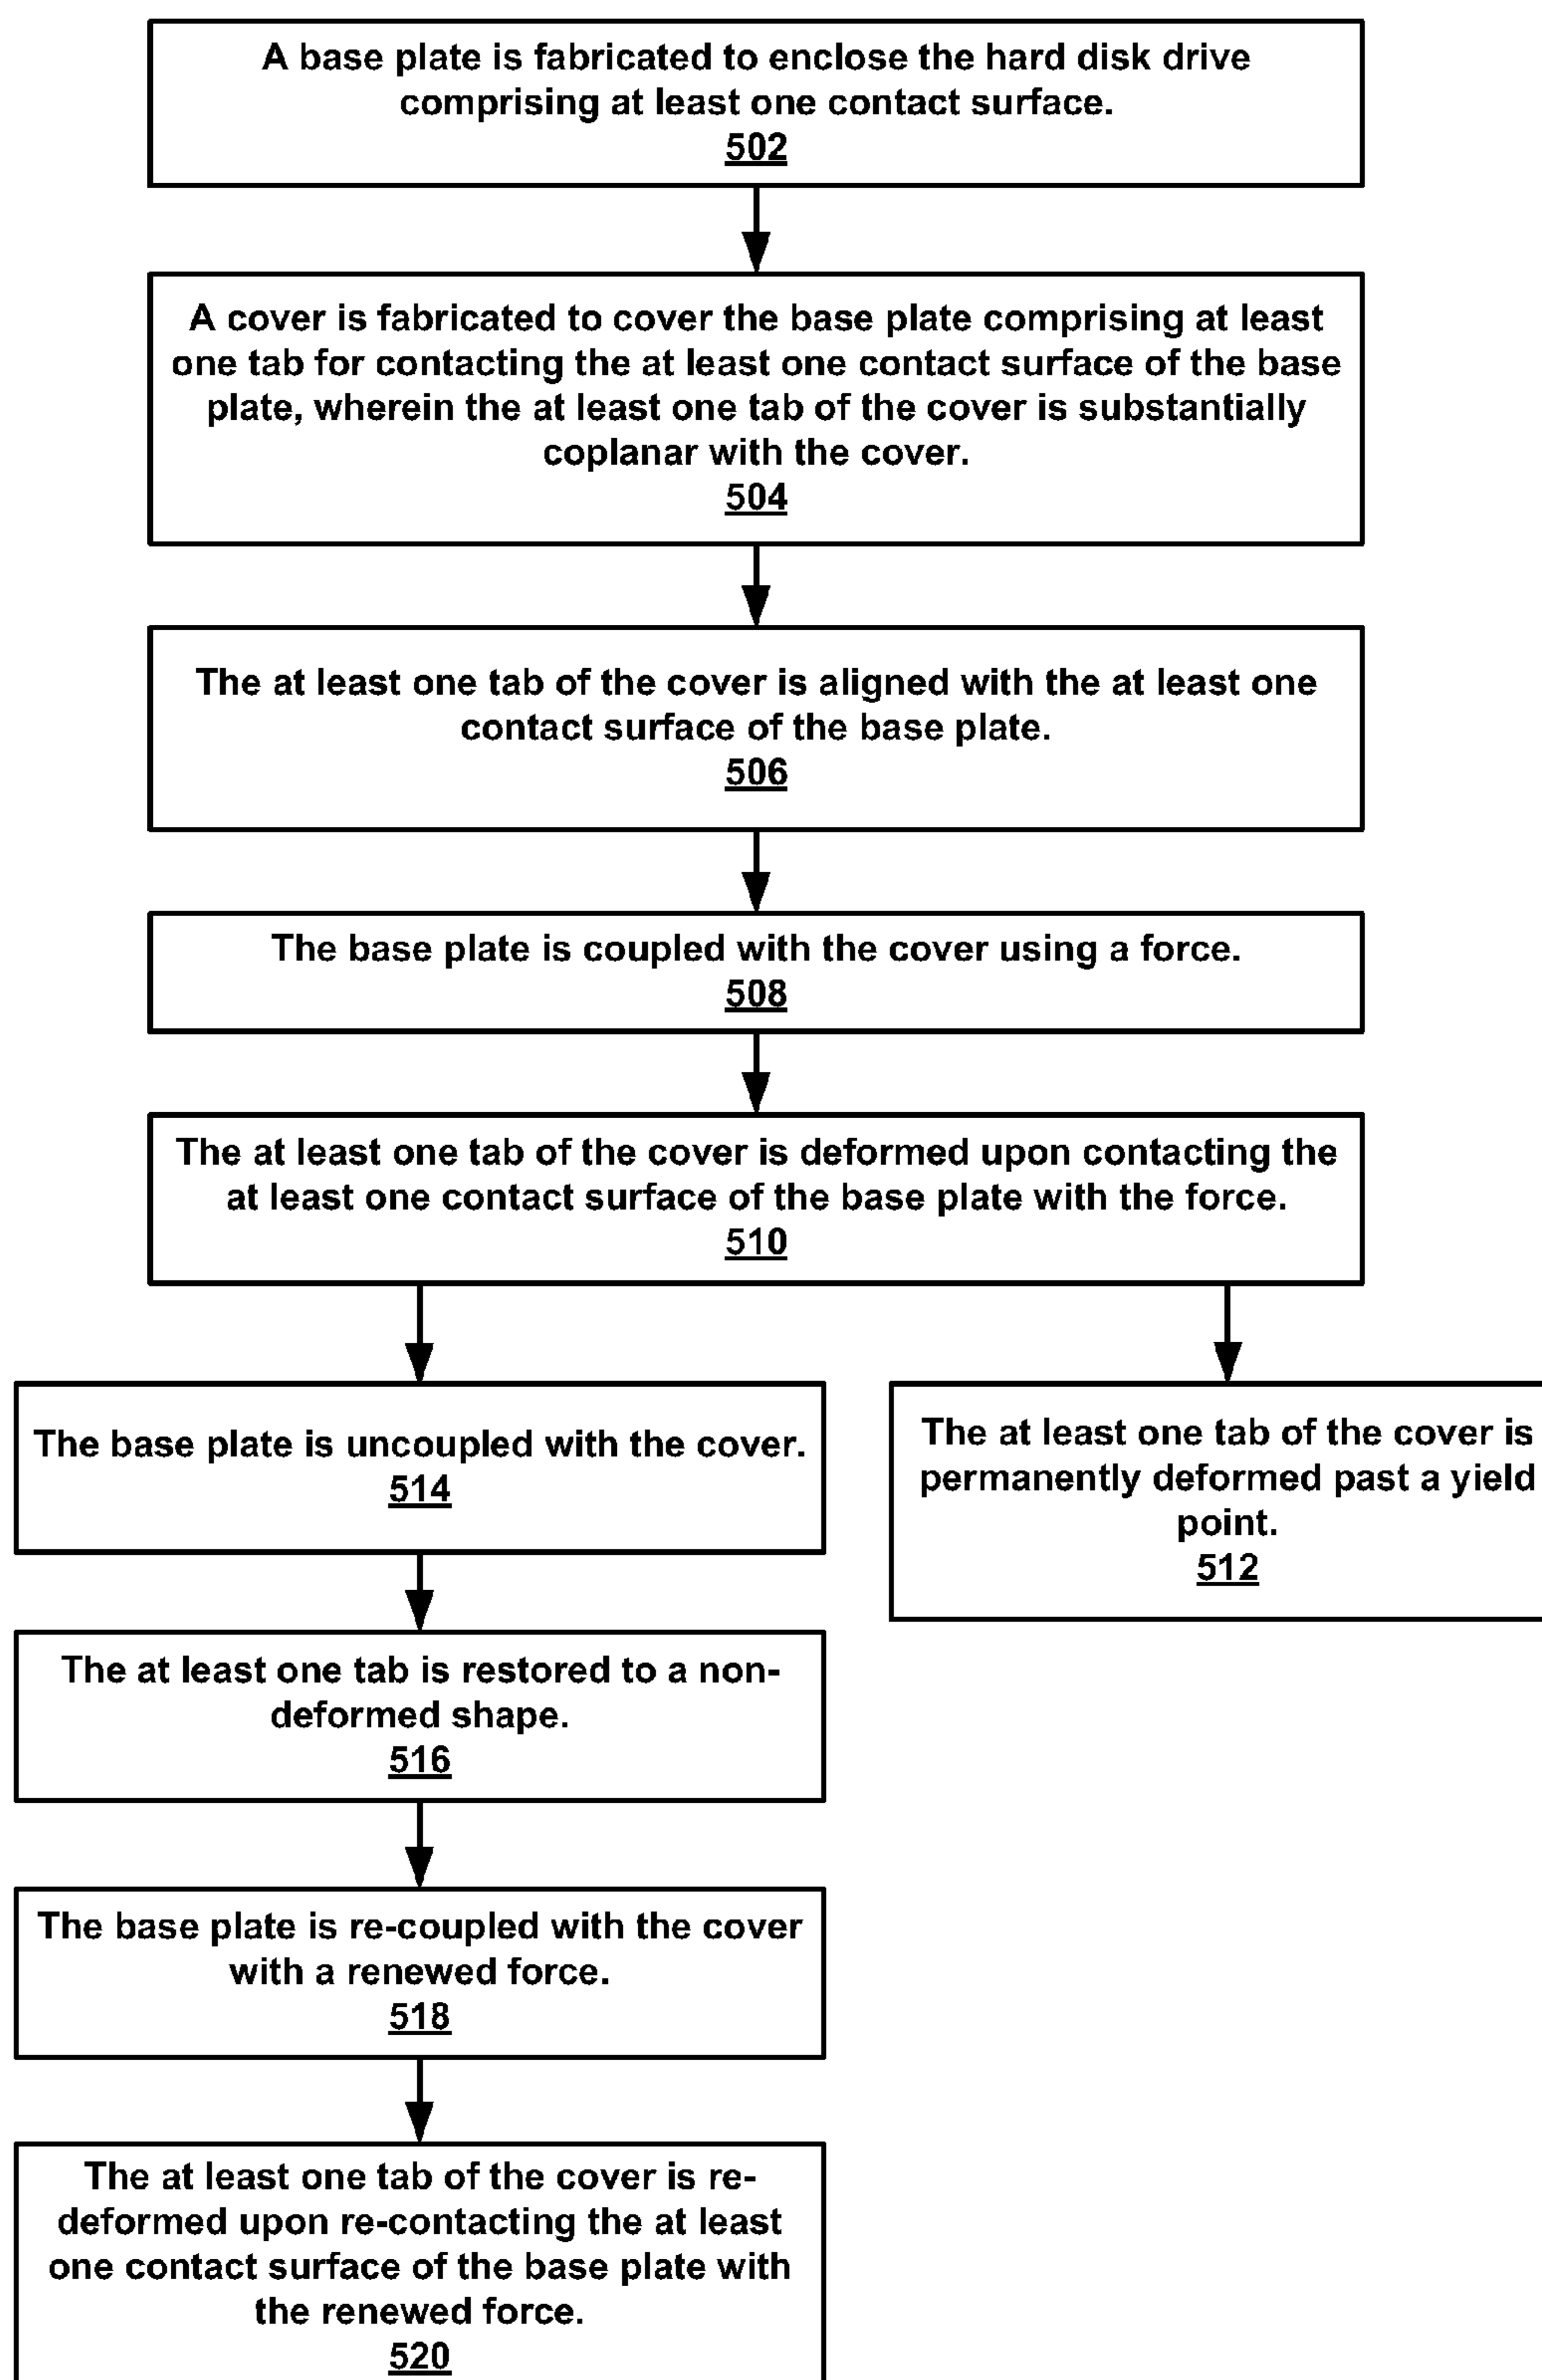 A base plate is fabricated to enclose the hard disk drive
comprising at least one contact surface.
502
A cover is fabricated to cover the base plate comprising at least
one tab for contacting the at least one contact surface of the base
plate, wherein the at least one tab of the cover is substantially
coplanar with the cover.
504
The at least one tab of the cover is aligned with the at least one
contact surface of the base plate.
506
The base plate is coupled with the cover using a force.
508
The at least one tab of the cover is deformed upon contacting the
at least one contact surface of the base plate with the force.
510
The base plate is uncoupled with the cover.
514
The at least one tab of the cover is
permanently deformed past a yield
point.
512
The at least one tab is restored to a non-
deformed shape.
516
The base plate is re-coupled with the cover
with a renewed force.
518
The at least one tab of the cover is re-
deformed upon re-contacting the at least
one contact surface of the base plate with
the renewed force.
520